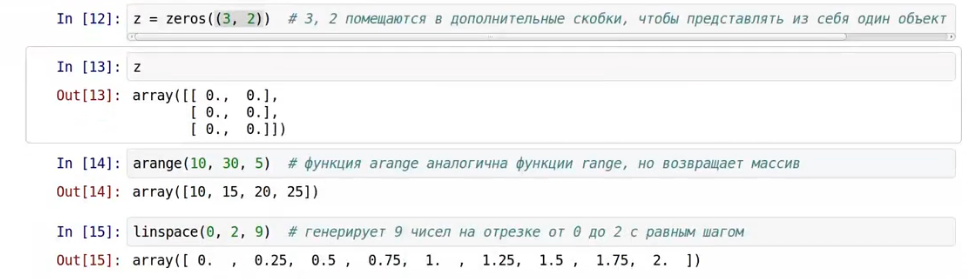 In [12]: z = zeros((3, 2))  # 3, 2 помещаются в дополнительные скобки, чтобы представлять из себя один объект
In [13]: z
Out[13]: array([[ 0.,  0.],
       [ 0.,  0.],
       [ 0.,  0.]])
In [14]: arange(10, 30, 5)  # функция arange аналогична функции range, но возвращает массив
Out[14]: array([10, 15, 20, 25])
In [15]: linspace(0, 2, 9)  # генерирует 9 чисел на отрезке от 0 до 2 с равным шагом
Out[15]: array([ 0.  ,  0.25,  0.5 ,  0.75,  1.  ,  1.25,  1.5 ,  1.75,  2.  ])